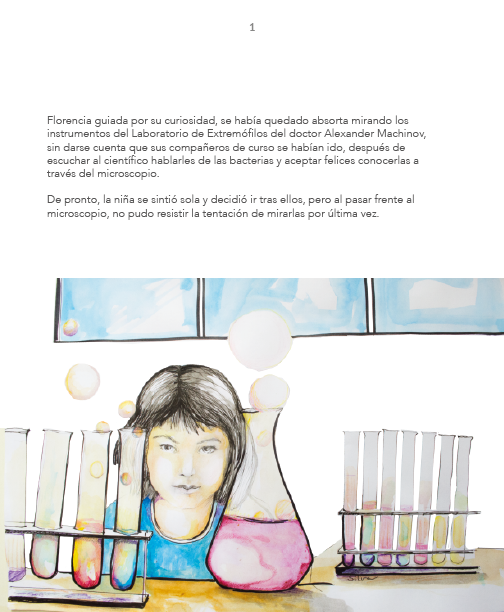 1
Florencia guiada por su curiosidad, se había quedado absorta mirando los
instrumentos del Laboratorio de Extremófilos del doctor Alexander Machinov,
sin darse cuenta que sus compañeros de curso se habían ido, después de
escuchar al científico hablarles de las bacterias y aceptar felices conocerlas a
través del microscopio.
De pronto, la niña se sintió sola y decidió ir tras ellos, pero al pasar frente al
microscopio, no pudo resistir la tentación de mirarlas por última vez.